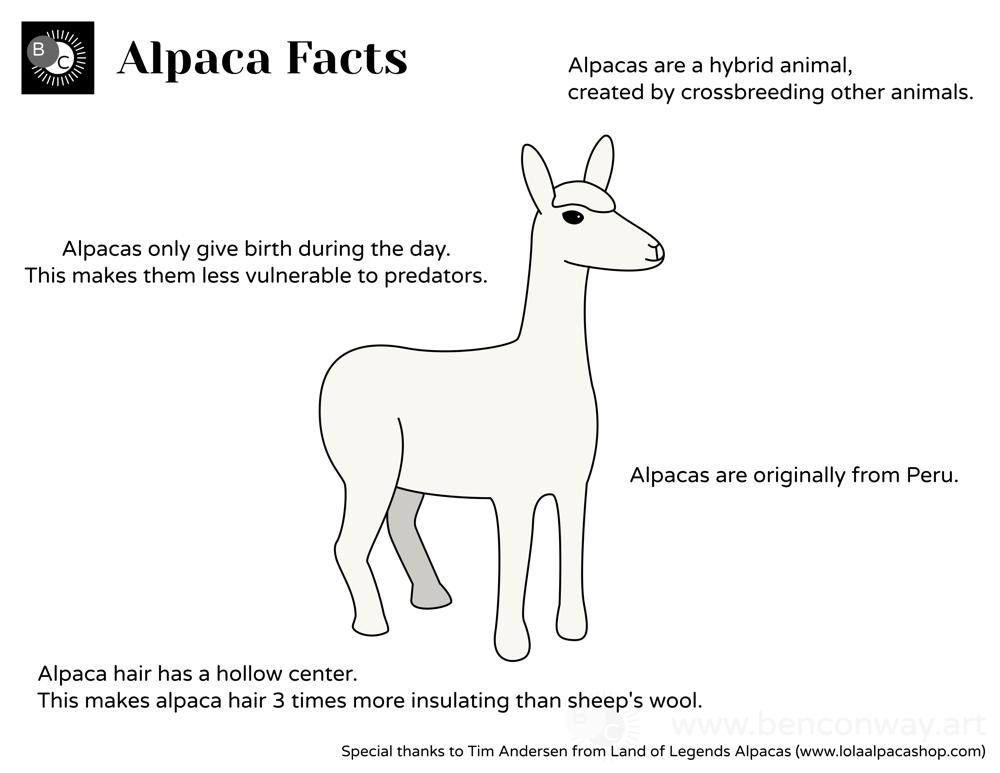 B
C
Alpaca Facts
Alpacas are a hybrid animal,
created by crossbreeding other animals.
Alpacas only give birth during the day.
This makes them less vulnerable to predators.
Alpacas are originally from Peru.
Alpaca hair has a hollow center.
This makes alpaca hair 3 times more insulating than sheep's wool.
B
C
www.benconway.art
Special thanks to Tim Andersen from Land of Legends Alpacas (www.lolaalpacashop.com)